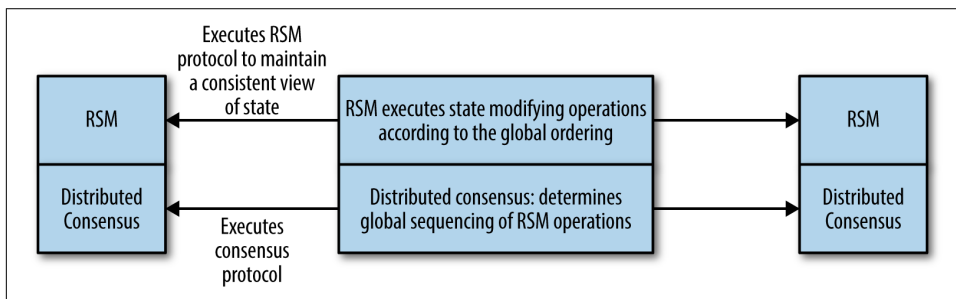 Executes RSM
protocol to maintain
a consistent view
of state
RSM
RSM executes state modifying operations
according to the global ordering
RSM
Distributed
Consensus
Distributed consensus: determines
global sequencing of RSM operations
Distributed
Consensus
Executes
consensus
protocol